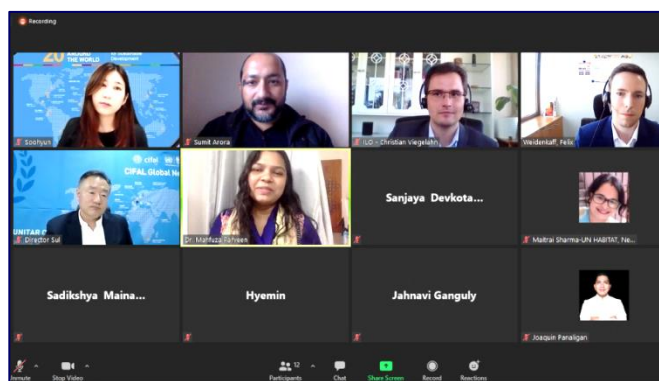 Recording
20 AROUND
THE WORLD
Development
Soohyun
Sumit Arora
ILO - Christian Viegelahn
Weidenkaff, Felix
cifal
CIFAL Global Ne
UNITAR
Director Sul
Dr. Mahfuza
Sanjaya Devkota...
Maitrai Sharma-UN HABITAT, Ne...
Sadikshya Maina...
Hyemin
Jahnavi Ganguly
Joaquin Panaligan
Unmute
Stop Video
Participants
12
Chat
Share Screen
Record
Reactions